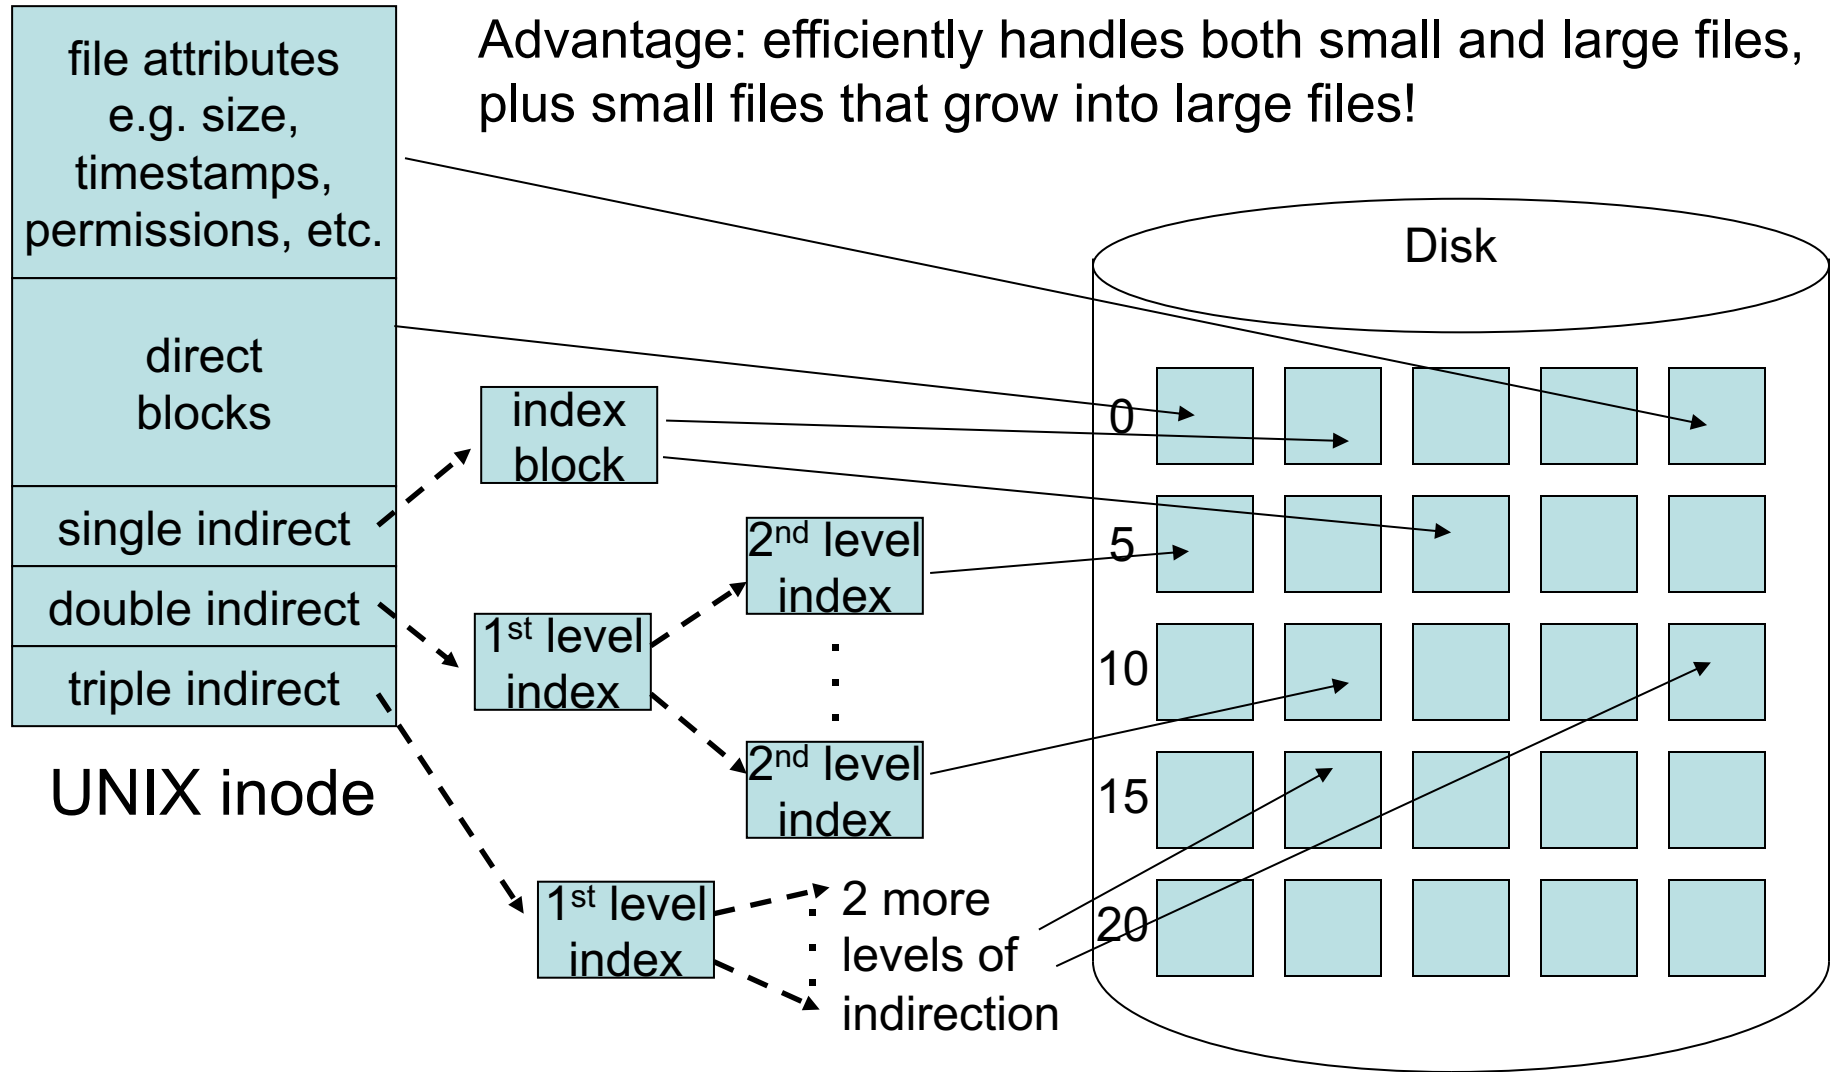 Advantage: efficiently handles both small and large files,
plus small files that grow into large files!
file attributes
e.g. size,
timestamps,
permissions, etc.
direct
blocks
single indirect
double indirect
triple indirect
UNIX inode
index
block
2nd level
index
1st level
index
2nd level
index
1st level
index
2 more
levels of
indirection
Disk
0
5
10
15
20